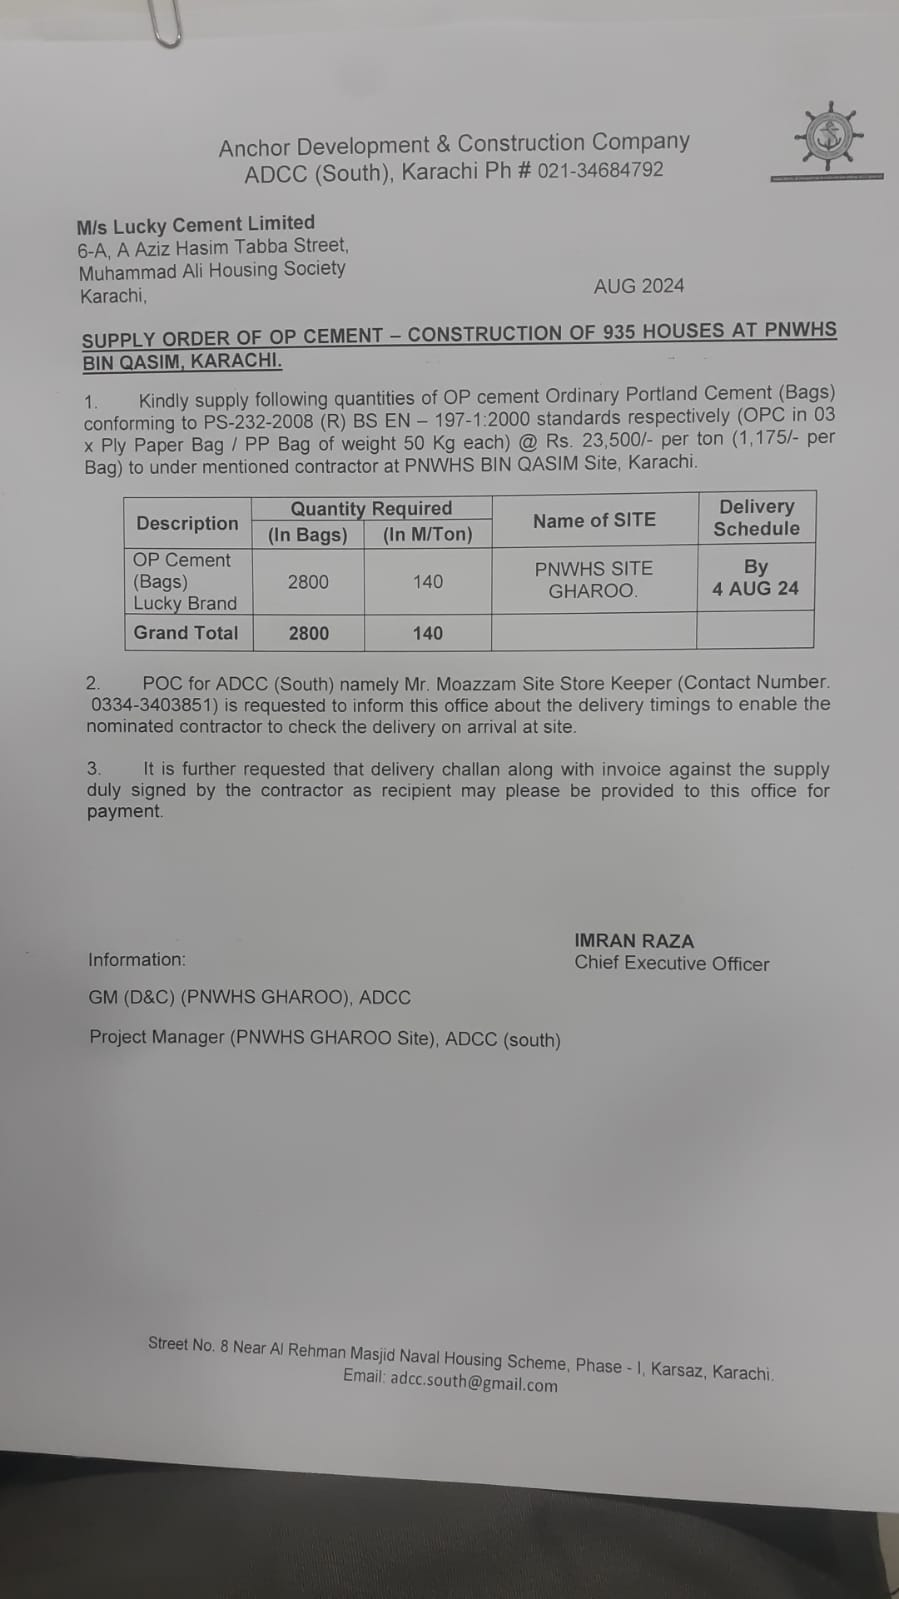 Anchor Development & Construction Company
ADCC (South), Karachi Ph # 021-34684792
M/s Lucky Cement Limited
6-A, A Aziz Hasim Tabba Street,
Muhammad Ali Housing Society
Karachi,
AUG 2024
SUPPLY ORDER OF OP CEMENT – CONSTRUCTION OF 935 HOUSES AT PNWHS
BIN QASIM, KARACHI.
1. Kindly supply following quantities of OP cement Ordinary Portland Cement (Bags)
conforming to PS-232-2008 (R) BS EN – 197-1:2000 standards respectively (OPC in 03
x Ply Paper Bag / PP Bag of weight 50 Kg each) @ Rs. 23,500/- per ton (1,175/- per
Bag) to under mentioned contractor at PNWHS BIN QASIM Site, Karachi.
Description
Quantity Required
(In Bags) (In M/Ton)
Name of SITE
Delivery
Schedule
OP Cement
(Bags)
Lucky Brand
2800
140
PNWHS SITE
GHAROO.
By
4 AUG 24
Grand Total 2800 140
2. POC for ADCC (South) namely Mr. Moazzam Site Store Keeper (Contact Number.
0334-3403851) is requested to inform this office about the delivery timings to enable the
nominated contractor to check the delivery on arrival at site.
3. It is further requested that delivery challan along with invoice against the supply
duly signed by the contractor as recipient may please be provided to this office for
payment.
IMRAN RAZA
Chief Executive Officer
Information:
GM (D&C) (PNWHS GHAROO), ADCC
Project Manager (PNWHS GHAROO Site), ADCC (south)
Street No. 8 Near Al Rehman Masjid Naval Housing Scheme, Phase - I, Karsaz, Karachi.
Email: adcc.south@gmail.com